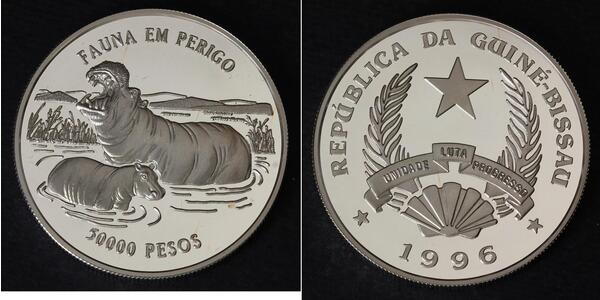 FAUNA EM PERIGO
50000 PESOS
REPÚBLICA DA GUINÉ-BISSAU
UNIDADE LUTA PROGRESSO
1996